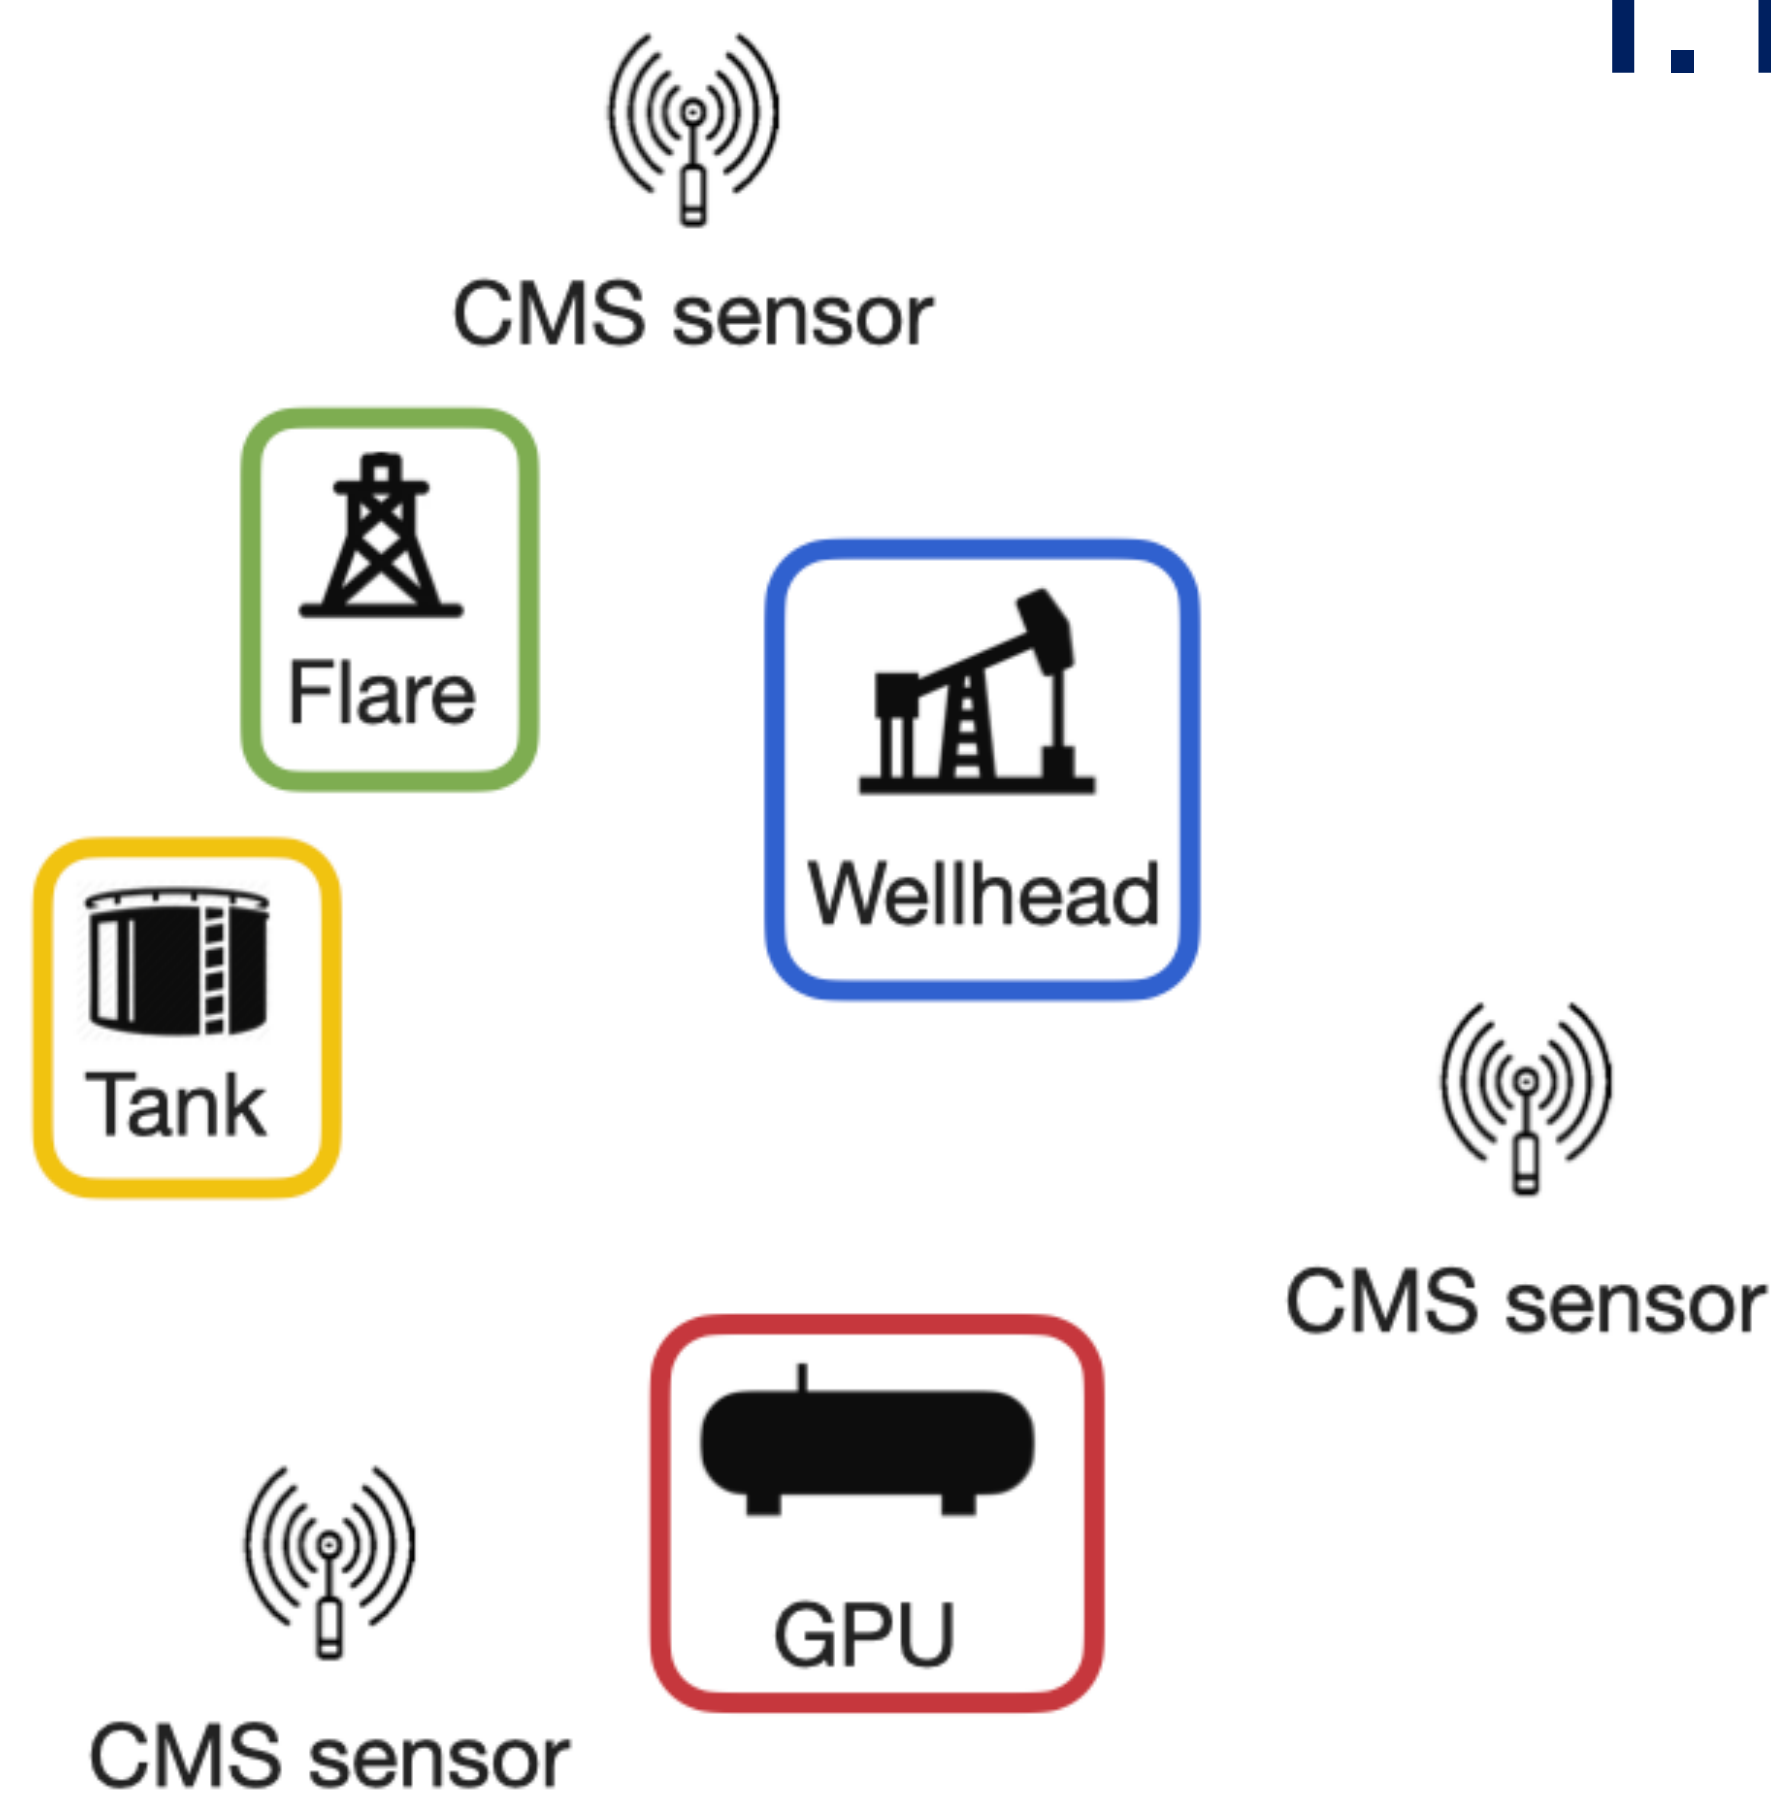 CMS sensor
Flare
Wellhead
Tank
CMS sensor
GPU
CMS sensor